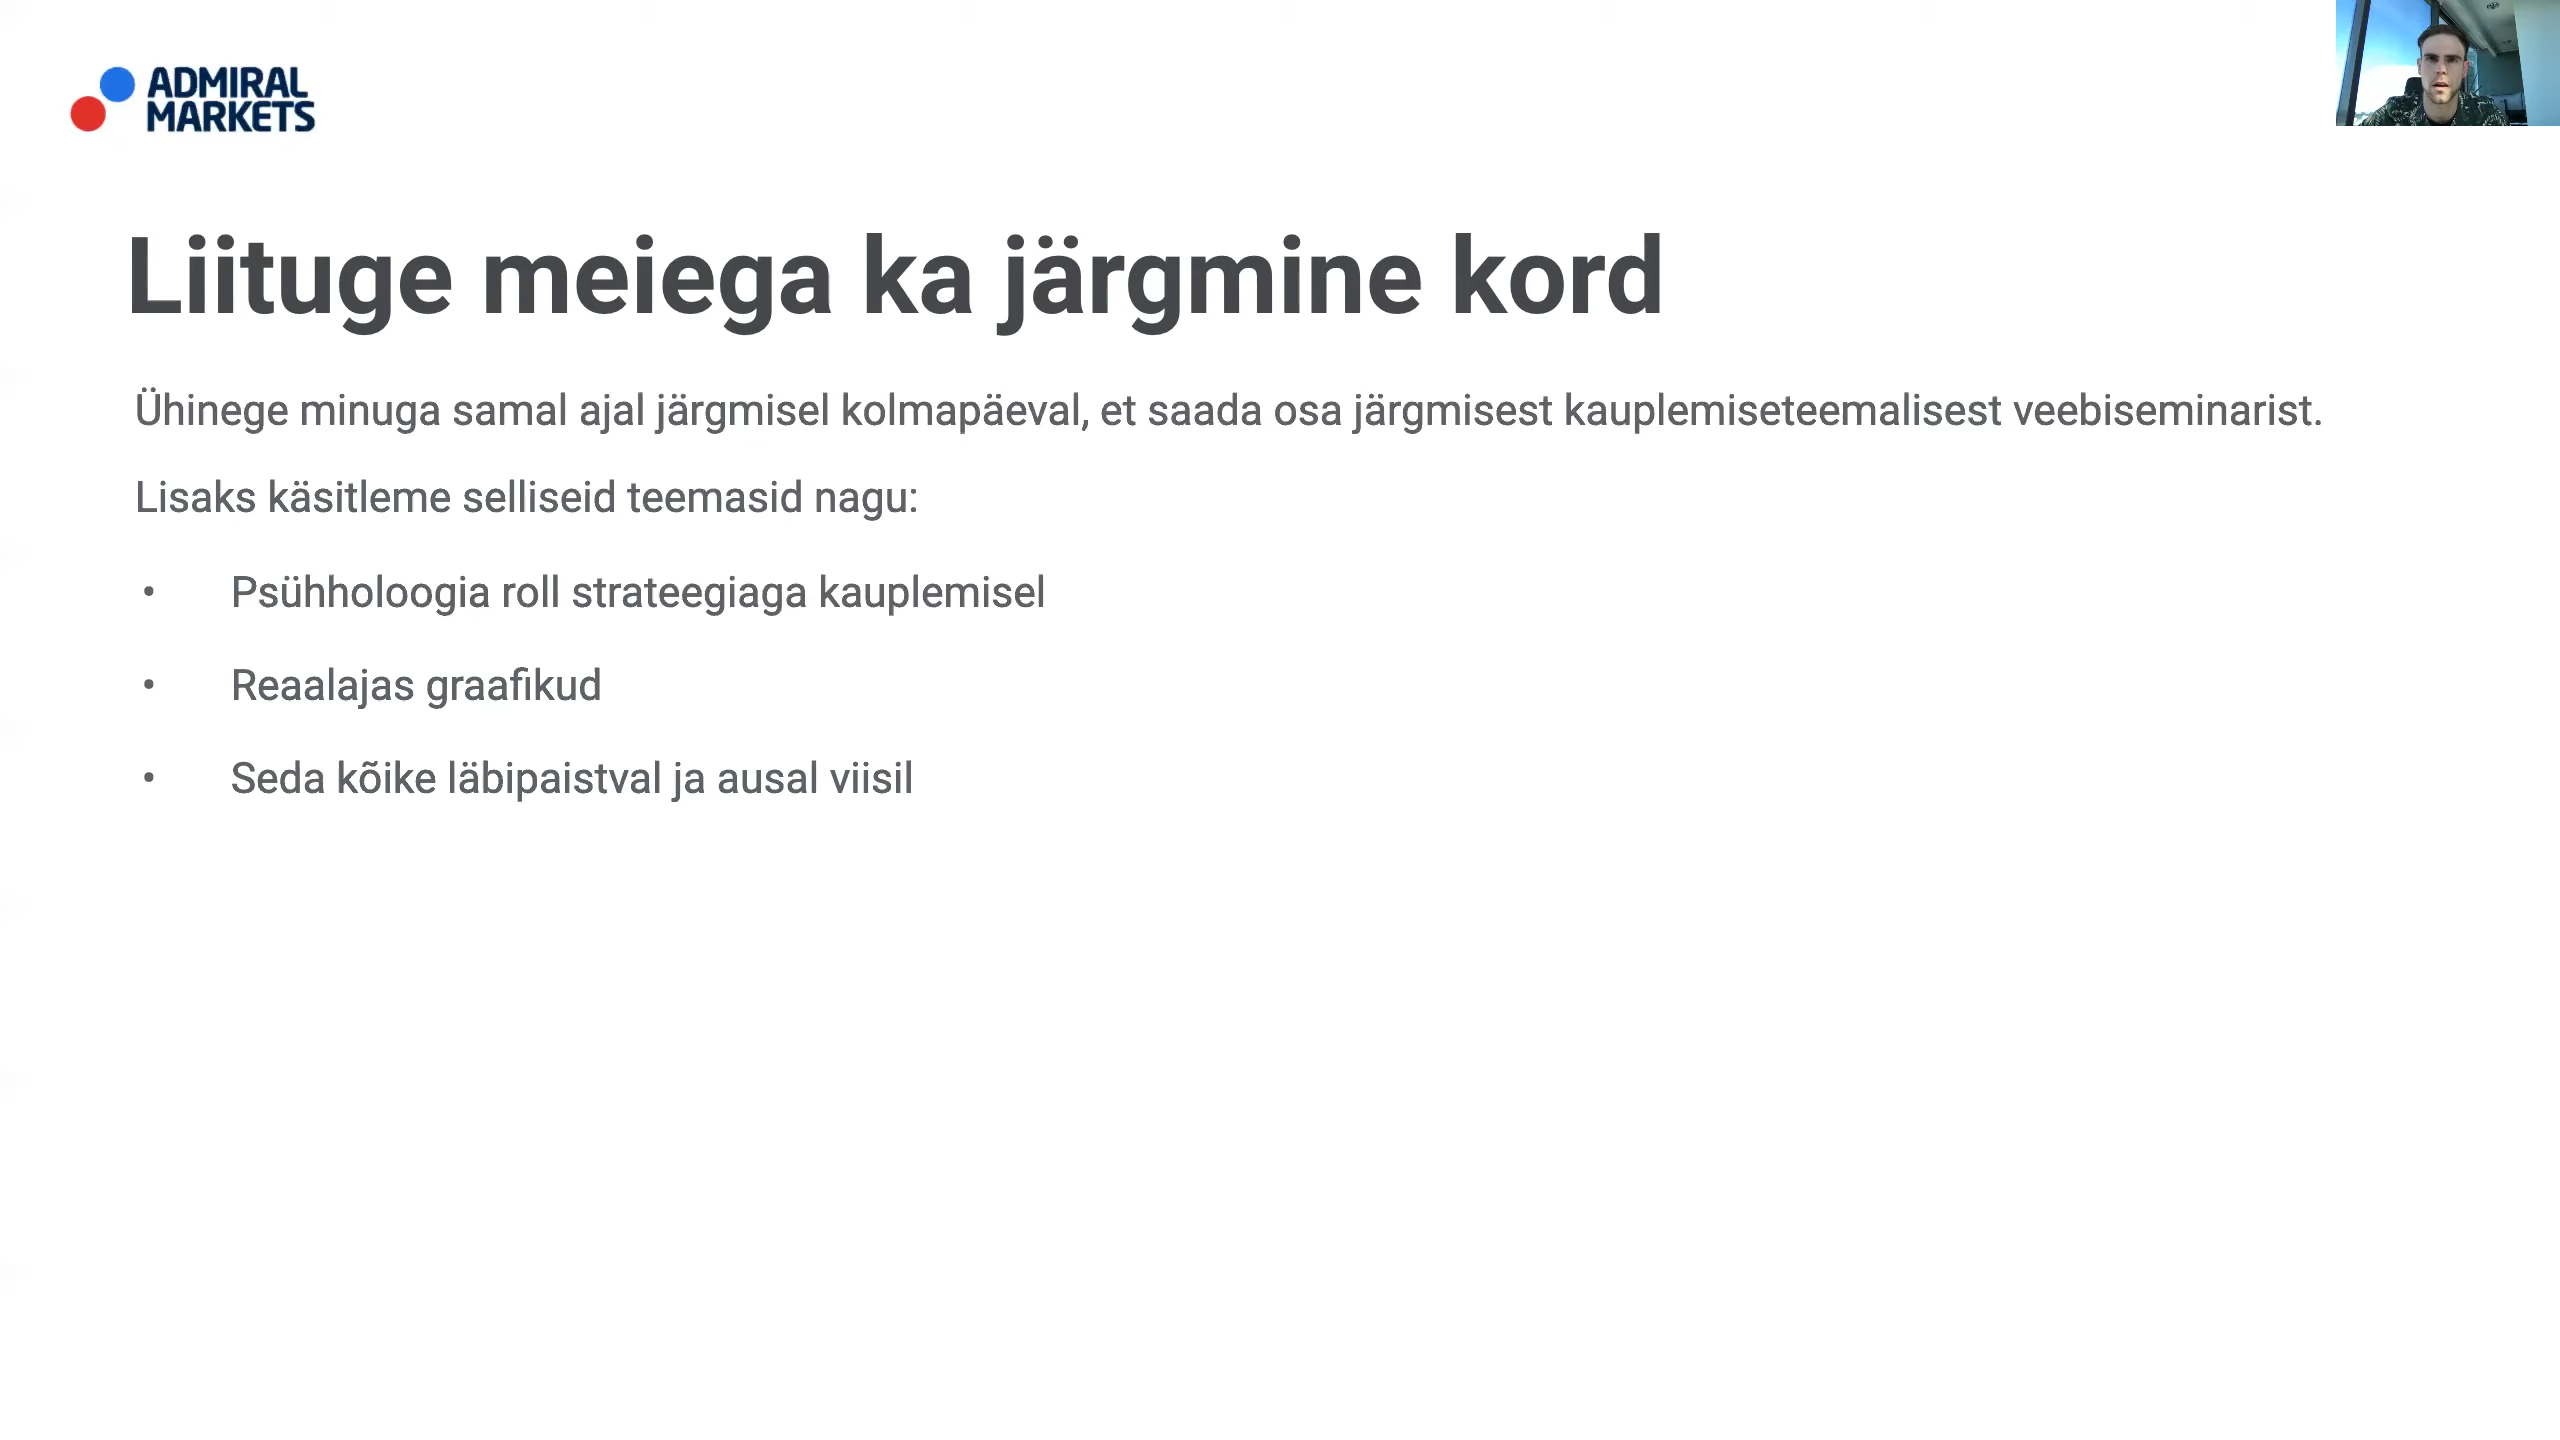 ADMIRAL
MARKETS
Liituge meiega ka järgmine kord
Ühinege minuga samal ajal järgmisel kolmapäeval, et saada osa järgmisest kauplemiseteemalisest veebiseminarist.
Lisaks käsitleme selliseid teemasid nagu:
• Psühholoogia roll strateegiaga kauplemisel
• Reaalajas graafikud
• Seda kõike läbipaistval ja ausal viisil